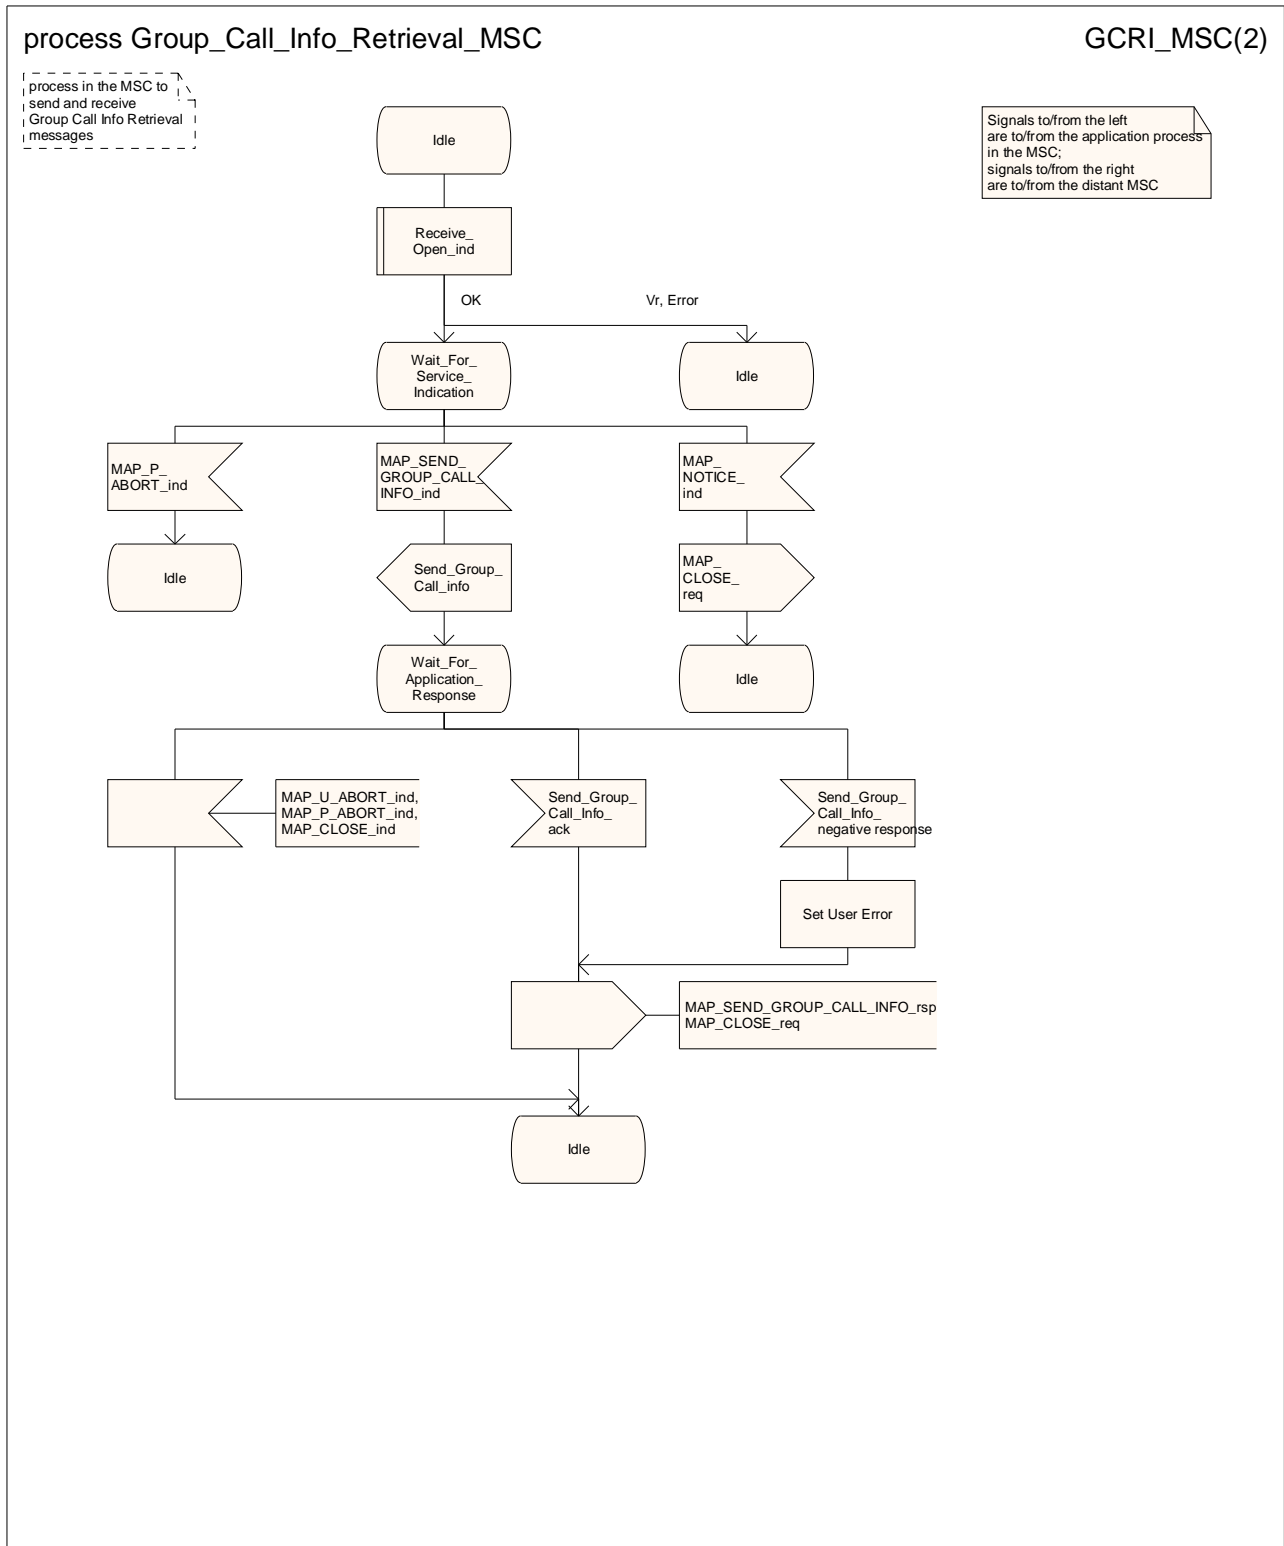 process Group_Call_Info_Retrieval_MSC
GCRI_MSC(2)
process in the MSC to
send and receive
Group Call Info Retrieval
messages
Signals to/from the left
are to/from the application process
in the MSC;
signals to/from the right
are to/from the distant MSC
Idle
Receive_
Open_ind
OK
Vr, Error
Wait_For_
Service_
Indication
Idle
MAP_P_
ABORT_ind
MAP_SEND_
GROUP_CALL_
INFO_ind
MAP_
NOTICE_
ind
Idle
Send_Group_
Call_info
MAP_
CLOSE_
req
Wait_For_
Application_
Response
Idle
MAP_U_ABORT_ind,
MAP_P_ABORT_ind,
MAP_CLOSE_ind
Send_Group_
Call_Info_
ack
Send_Group_
Call_Info_
negative response
Set User Error
MAP_SEND_GROUP_CALL_INFO_rsp
MAP_CLOSE_req
Idle